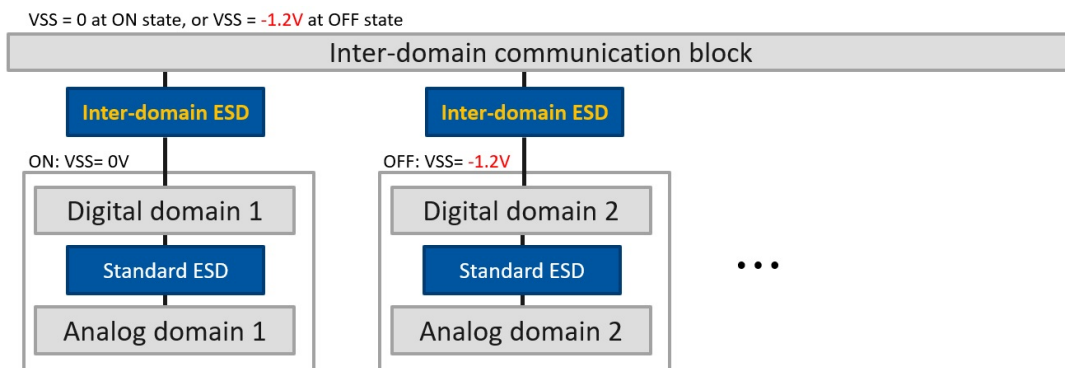 VSS = 0 at ON state, or VSS = -1.2V at OFF state
Inter-domain communication block
Inter-domain ESD
Inter-domain ESD
ON: VSS= 0V
OFF: VSS= -1.2V
Digital domain 1
Digital domain 2
Standard ESD
Standard ESD
...
Analog domain 1
Analog domain 2